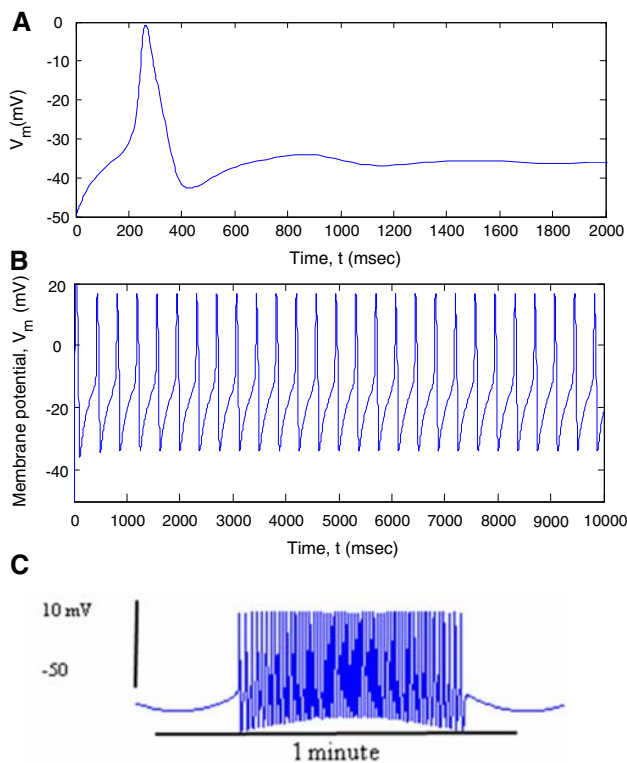 A
0
-10
-20
-30
-40
-50
V_m(mV)
0 200 400 600 800 1000 1200 1400 1600 1800 2000
Time, t (msec)
B
20
0
-20
-40
Membrane potential, V_m (mV)
0 1000 2000 3000 4000 5000 6000 7000 8000 9000 10000
Time, t (msec)
C
10 mV
-50
1 minute